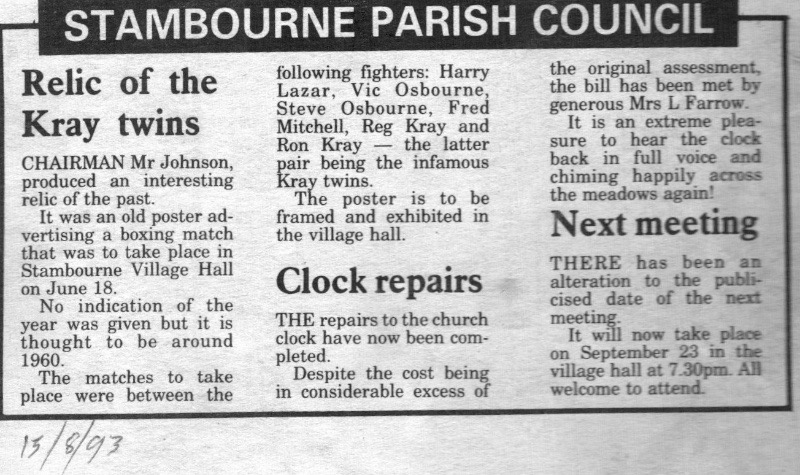 STAMBOURNE PARISH COUNCIL
Relic of the
Kray twins
CHAIRMAN Mr Johnson,
produced an interesting
relic of the past.
It was an old poster ad-
vertising a boxing match
that was to take place in
Stambourne Village Hall
on June 18.
No indication of the
year was given but it is
thought to be around
1960.
The matches to take
place were between the
following fighters: Harry
Lazar, Vic Osbourne,
Steve Osbourne, Fred
Mitchell, Reg Kray and
Ron Kray — the latter
pair being the infamous
Kray twins.
The poster is to be
framed and exhibited in
the village hall.
Clock repairs
THE repairs to the church
clock have now been com-
pleted.
Despite the cost being
in considerable excess of
the original assessment,
the bill has been met by
generous Mrs L Farrow.
It is an extreme plea-
sure to hear the clock
back in full voice and
chiming happily across
the meadows again!
Next meeting
THERE has been an
alteration to the publi-
cised date of the next
meeting.
It will now take place
on September 23 in the
village hall at 7.30pm. All
welcome to attend.
15/8/93